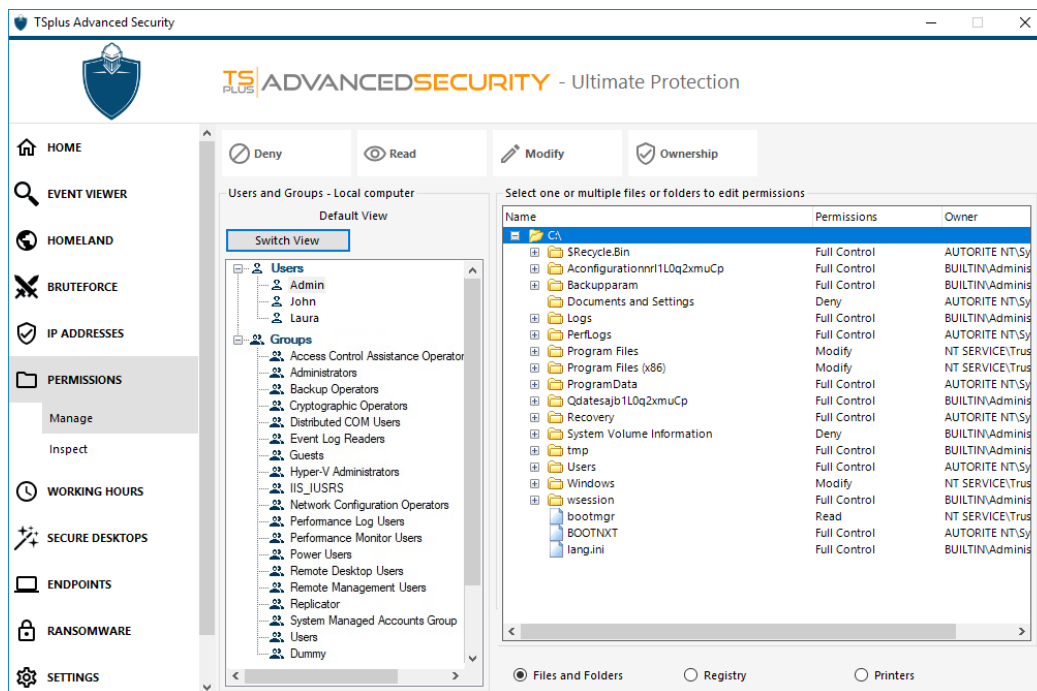 TSplus Advanced Security
TS PLUS ADVANCEDSECURITY - Ultimate Protection
HOME
EVENT VIEWER
HOMELAND
BRUTEFORCE
IP ADDRESSES
PERMISSIONS
Manage
Inspect
WORKING HOURS
SECURE DESKTOPS
ENDPOINTS
RANSOMWARE
SETTINGS
Deny Read Modify Ownership
Users and Groups - Local computer
Default View
Switch View
Users
Admin
John
Laura
Groups
Access Control Assistance Operator
Administrators
Backup Operators
Cryptographic Operators
Distributed COM Users
Event Log Readers
Guests
Hyper-V Administrators
IIS_IUSRS
Network Configuration Operators
Performance Log Users
Performance Monitor Users
Power Users
Remote Desktop Users
Remote Management Users
Replicator
System Managed Accounts Group
Users
Dummy
Select one or multiple files or folders to edit permissions
Name Permissions Owner
C:\
$Recycle.Bin Full Control AUTORITE NT\Sy
Aconfigurationnrl1L0q2xmuCp Full Control BUILTIN\Adminis
Backupparam Full Control BUILTIN\Adminis
Documents and Settings Deny AUTORITE NT\Sy
Logs Full Control BUILTIN\Adminis
PerfLogs Full Control AUTORITE NT\Sy
Program Files Modify NT SERVICE\Trus
Program Files (x86) Modify NT SERVICE\Trus
ProgramData Full Control AUTORITE NT\Sy
Qdatesajb1L0q2xmuCp Full Control BUILTIN\Adminis
Recovery Full Control AUTORITE NT\Sy
System Volume Information Deny BUILTIN\Adminis
tmp Full Control BUILTIN\Adminis
Users Full Control AUTORITE NT\Sy
Windows Modify NT SERVICE\Trus
wsession Full Control BUILTIN\Adminis
bootmgr Read NT SERVICE\Trus
BOOTNXT Full Control AUTORITE NT\Sy
lang.ini Full Control BUILTIN\Adminis
Files and Folders Registry Printers